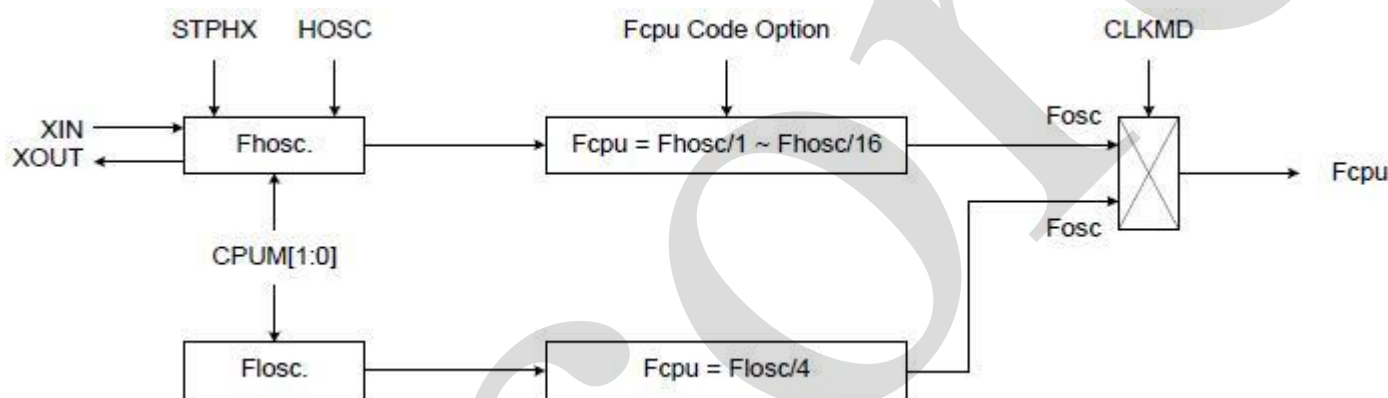 STPHX HOSC Fcpu Code Option CLKMD
XIN
XOUT
Fhosc.
Fcpu = Fhosc/1 ~ Fhosc/16
Fosc
Fcpu
Fosc
CPUM[1:0]
Flosc.
Fcpu = Flosc/4